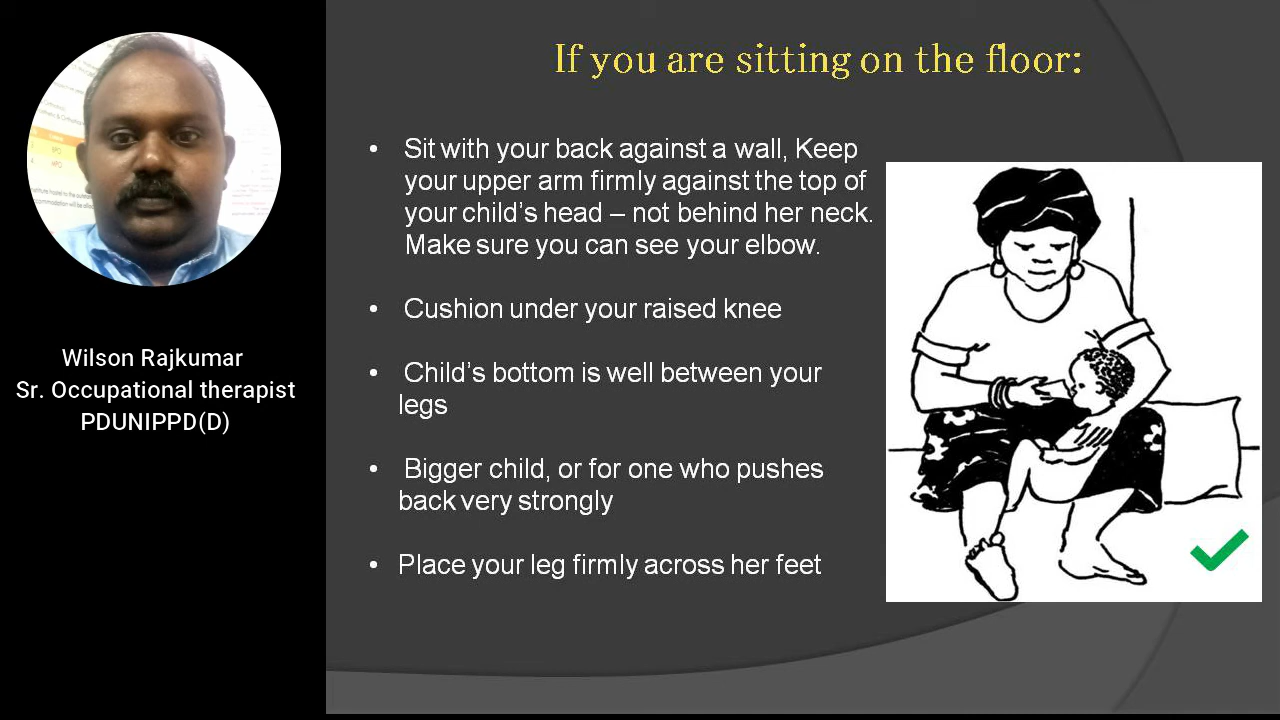 If you are sitting on the floor:
• Sit with your back against a wall, Keep
your upper arm firmly against the top of
your child's head – not behind her neck.
Make sure you can see your elbow.
• Cushion under your raised knee
• Child's bottom is well between your
legs
• Bigger child, or for one who pushes
back very strongly
• Place your leg firmly across her feet
Wilson Rajkumar
Sr. Occupational therapist
PDUNIPPD(D)